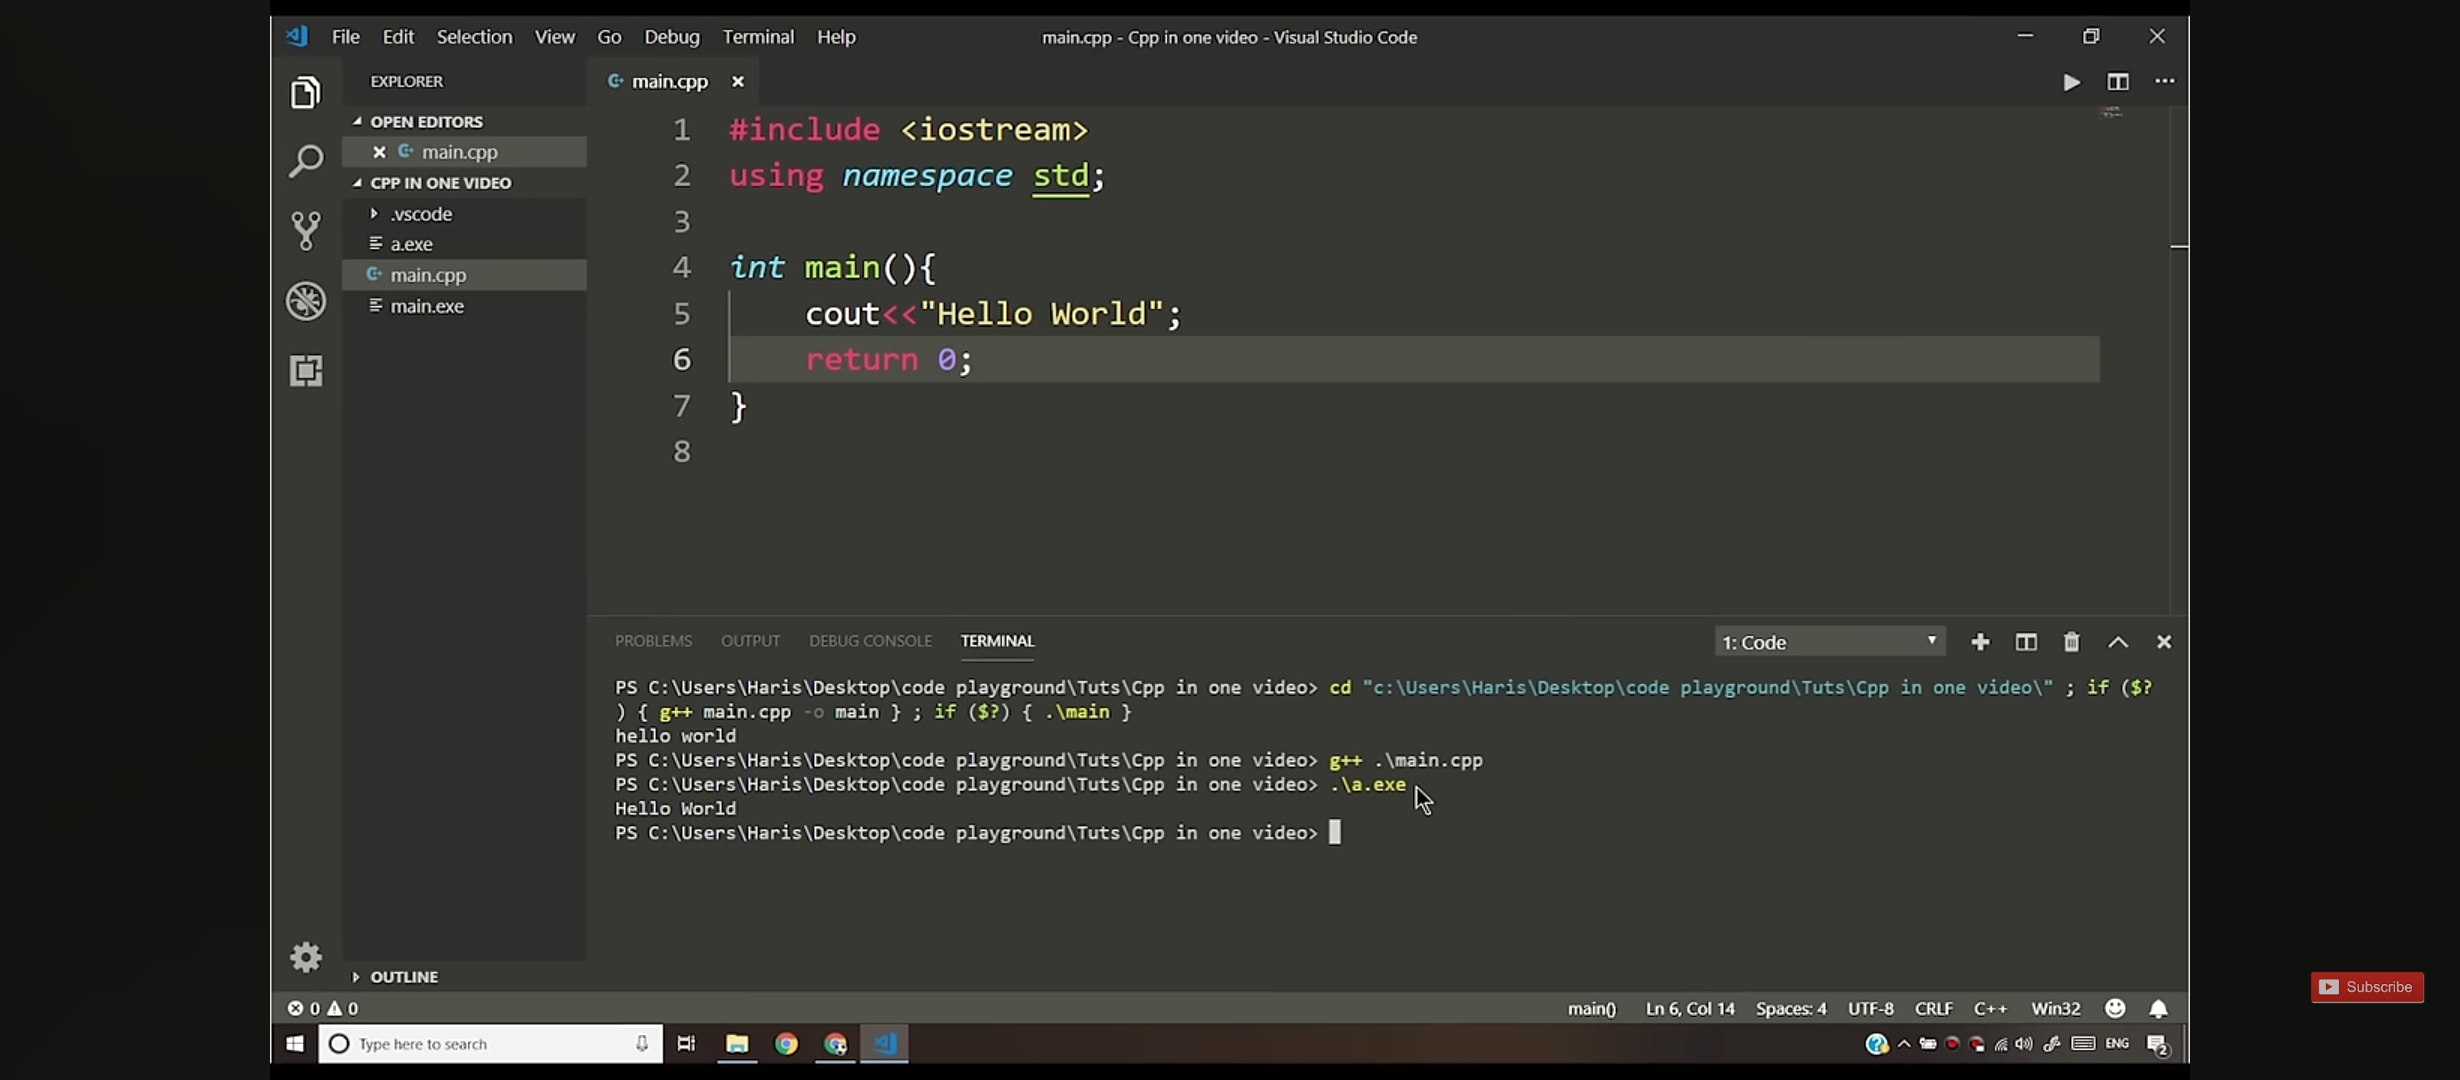 File Edit Selection View Go Debug Terminal Help main.cpp - Cpp in one video - Visual Studio Code
EXPLORER
OPEN EDITORS
main.cpp
CPP IN ONE VIDEO
.vscode
a.exe
main.cpp
main.exe
OUTLINE
main.cpp
1 #include <iostream>
2 using namespace std;
3
4 int main(){
5     cout<<"Hello World";
6     return 0;
7 }
8
PROBLEMS OUTPUT DEBUG CONSOLE TERMINAL 1: Code
PS C:\Users\Haris\Desktop\code playground\Tuts\Cpp in one video> cd "c:\Users\Haris\Desktop\code playground\Tuts\Cpp in one video\" ; if ($?
) { g++ main.cpp -o main } ; if ($?) { .\main }
hello world
PS C:\Users\Haris\Desktop\code playground\Tuts\Cpp in one video> g++ .\main.cpp
PS C:\Users\Haris\Desktop\code playground\Tuts\Cpp in one video> .\a.exe
Hello World
PS C:\Users\Haris\Desktop\code playground\Tuts\Cpp in one video>
Subscribe
0 0 main() Ln 6, Col 14 Spaces: 4 UTF-8 CRLF C++ Win32
Type here to search ENG 2